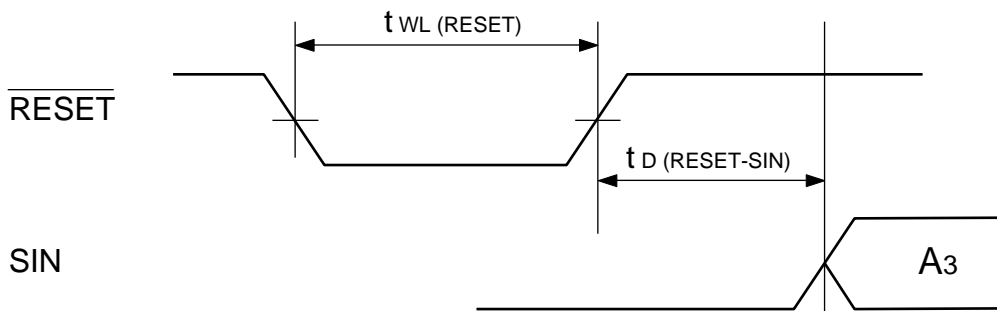 t WL (RESET)
RESET
t D (RESET-SIN)
SIN
A3